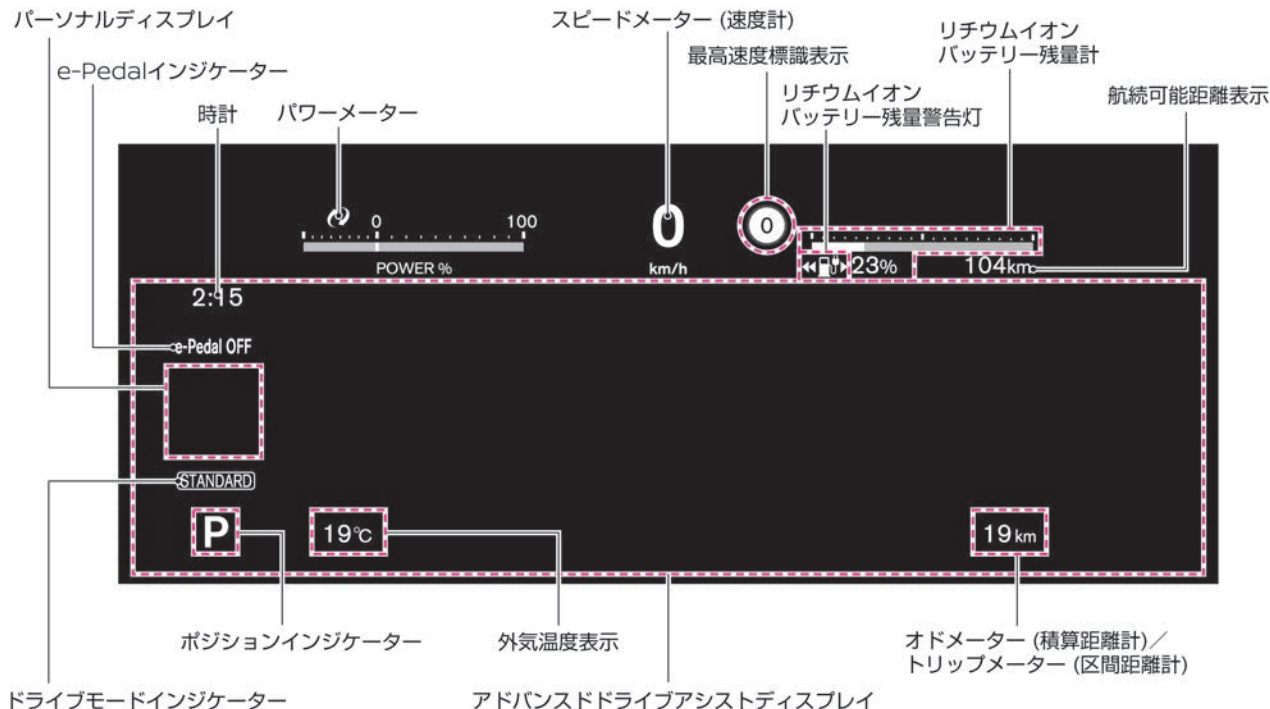 パーソナルディスプレイ
スピードメーター (速度計)
リチウムイオン
バッテリー残量計
最高速度標識表示
e-Pedalインジケーター
リチウムイオン
バッテリー残量警告灯
航続可能距離表示
時計
パワーメーター
0
100
POWER %
0
km/h
0
23%
104km
2:15
e-Pedal OFF
STANDARD
P
19℃
19 km
ポジションインジケーター
外気温度表示
オドメーター (積算距離計)／
トリップメーター (区間距離計)
ドライブモードインジケーター
アドバンスドドライブアシストディスプレイ